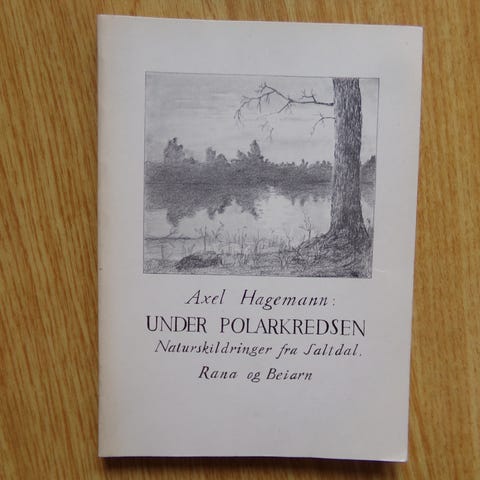 Axel Hagemann:
UNDER POLARKREDSEN
Naturskildringer fra Saltdal,
Rana og Beiarn